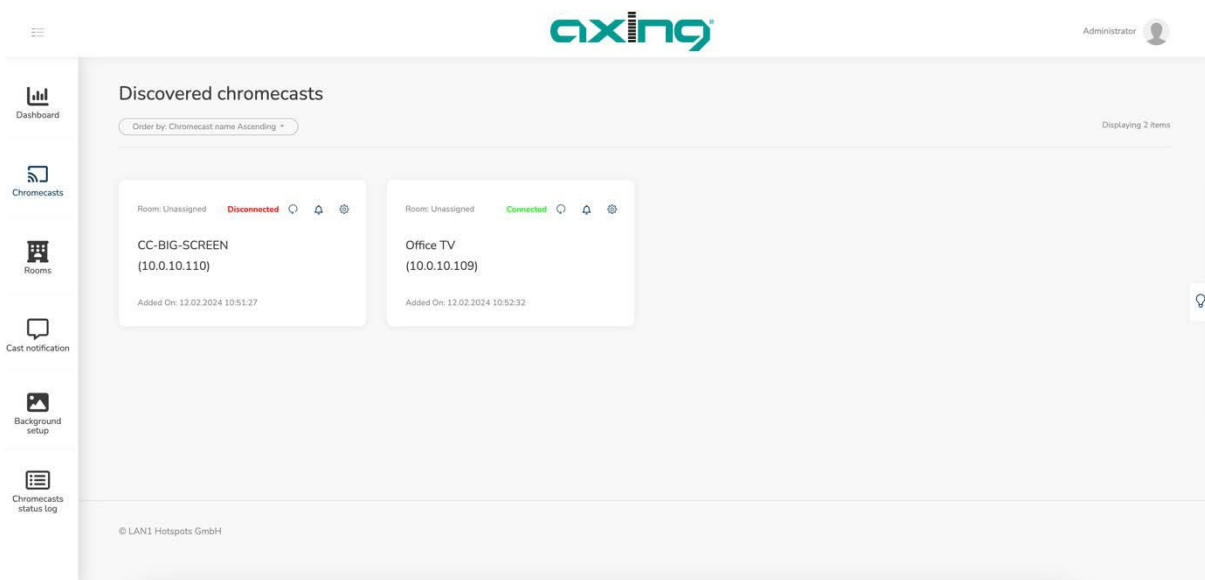 axing
Administrator
Dashboard
Chromecasts
Rooms
Cast notification
Background
setup
Chromecasts
status log
Discovered chromecasts
Order by: Chromecast name Ascending
Displaying 2 items
Room: Unassigned Disconnected
CC-BIG-SCREEN
(10.0.10.110)
Added On: 12.02.2024 10:51:27
Room: Unassigned Connected
Office TV
(10.0.10.109)
Added On: 12.02.2024 10:52:32
© LAN1 Hotspots GmbH